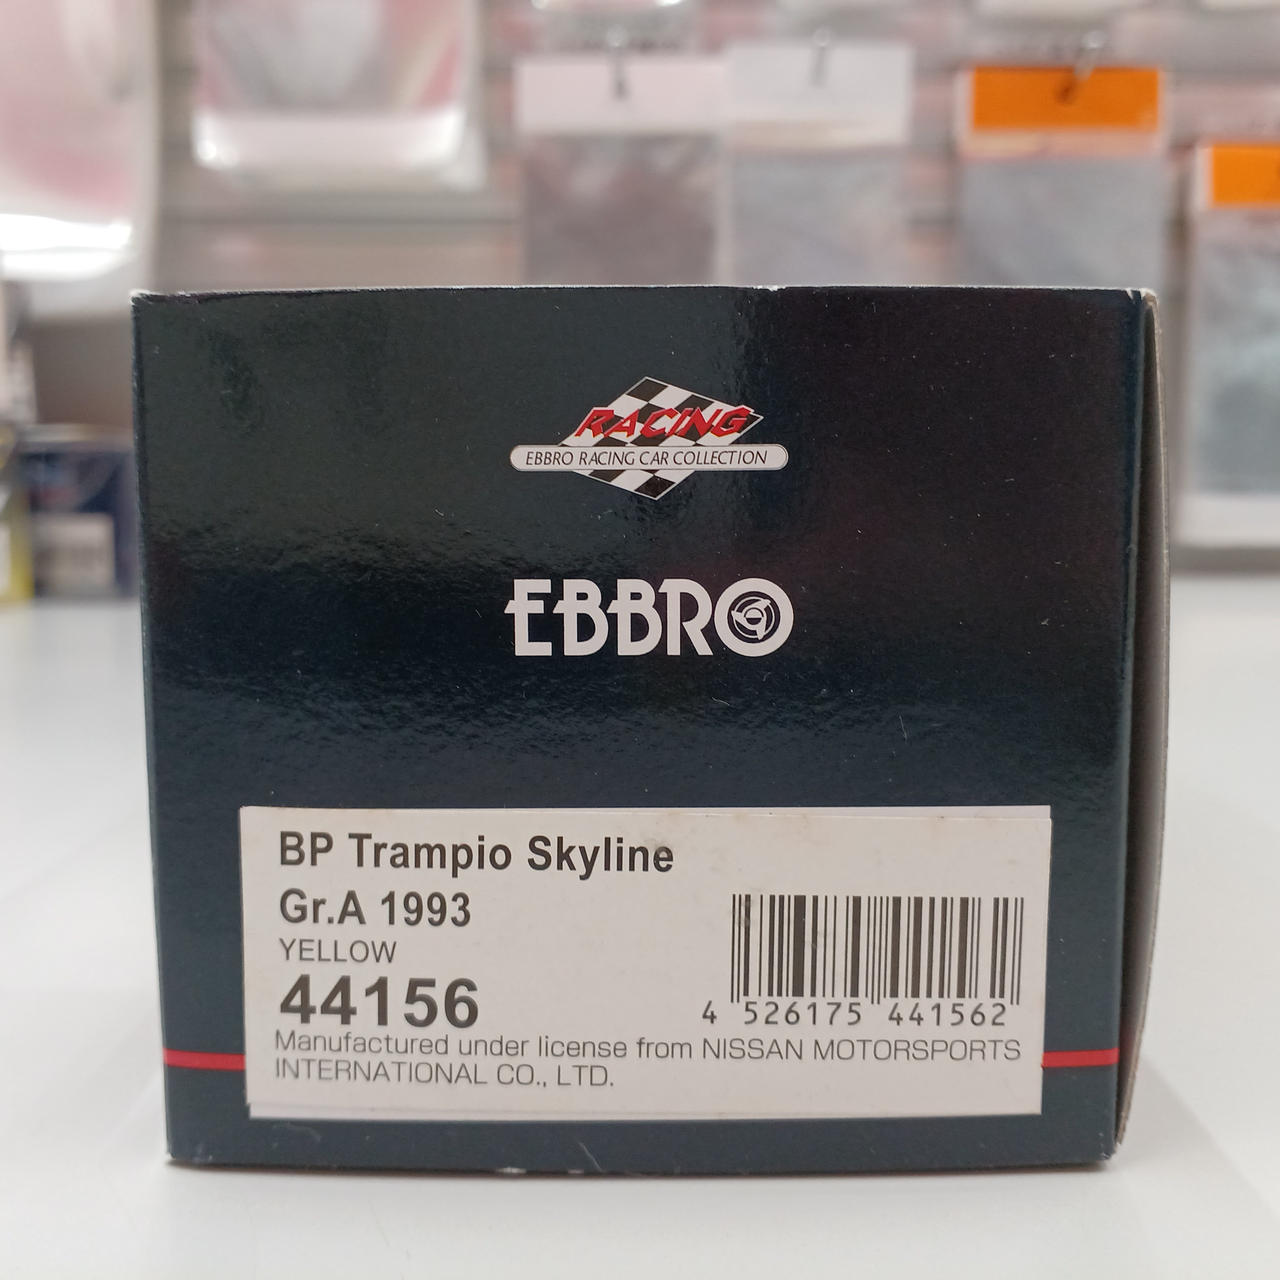 RACING
EBBRO RACING CAR COLLECTION
EBBRO
BP Trampio Skyline
Gr.A 1993
YELLOW
44156
4 526175 441562
Manufactured under license from NISSAN MOTORSPORTS
INTERNATIONAL CO., LTD.